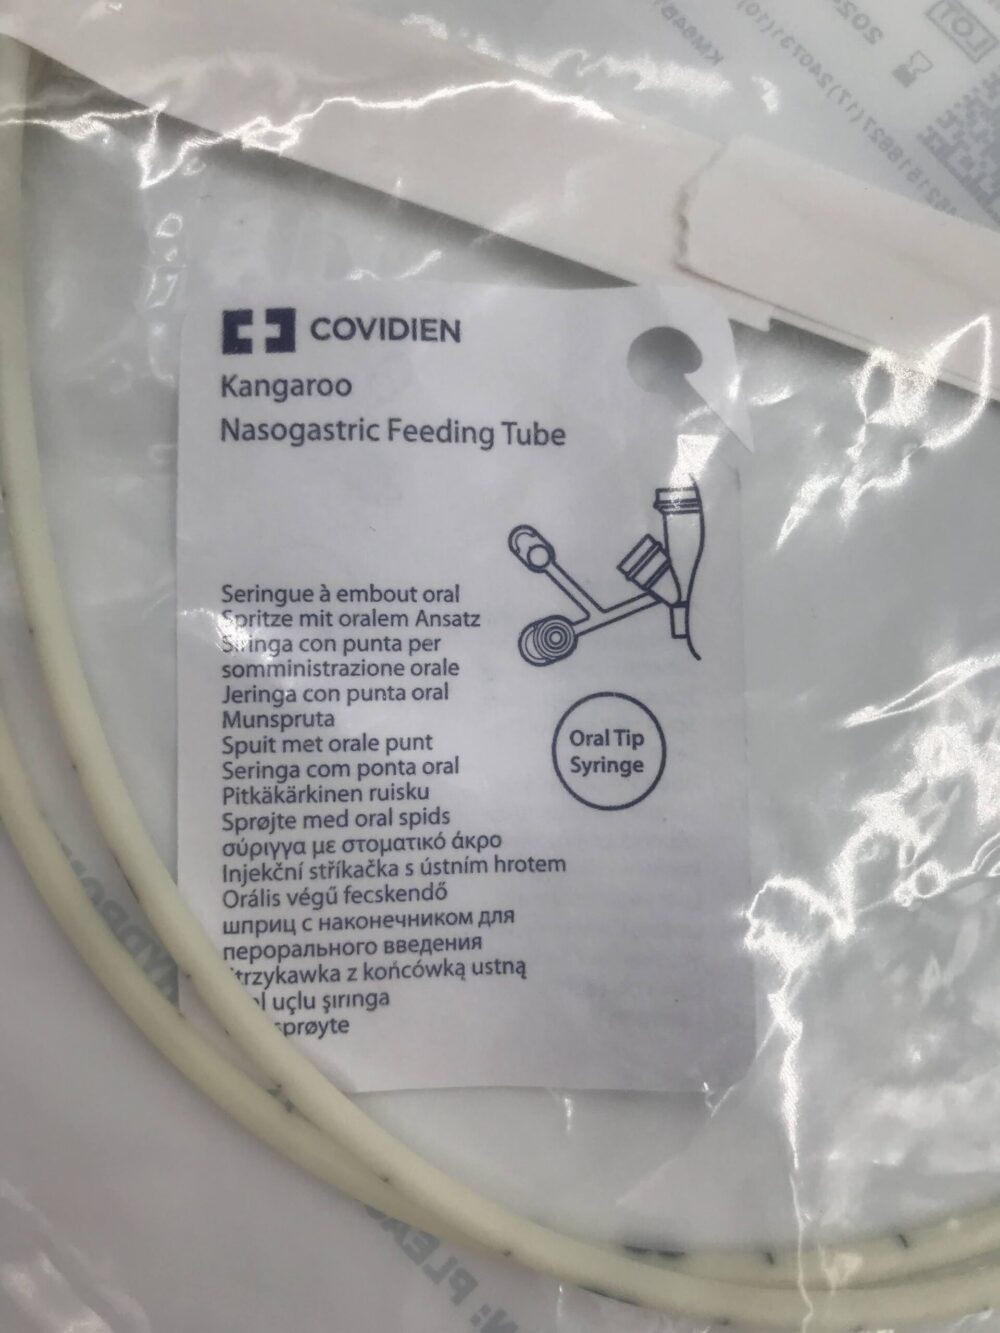 COVIDIEN
Kangaroo
Nasogastric Feeding Tube
Seringue à embout oral
Spritze mit oralem Ansatz
Siringa con punta per
somministrazione orale
Jeringa con punta oral
Munspruta
Spuit met orale punt
Seringa com ponta oral
Pitkäkärkinen ruisku
Sprøjte med oral spids
σύριγγα με στοματικό άκρο
Injekční stříkačka s ústním hrotem
Orális végű fecskendő
шприц с наконечником для
перорального введения
trzykawka z końcówką ustną
l uçlu şırınga
sprøyte
Oral Tip
Syringe
LOT